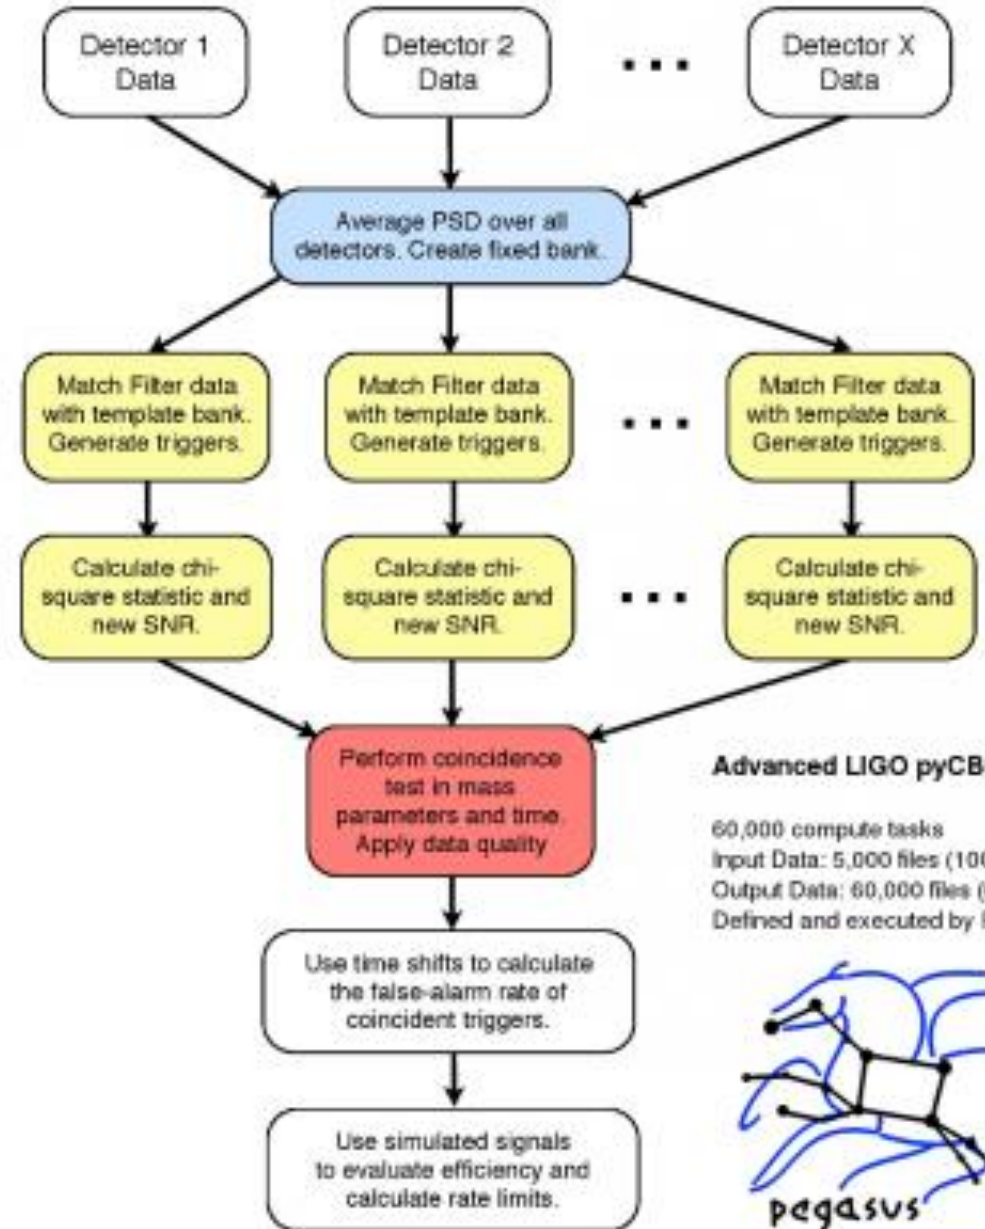 Detector 1
Data
Detector 2
Data
Detector X
Data
Average PSD over all
detectors. Create fixed bank.
Match Filter data
with template bank.
Generate triggers.
Match Filter data
with template bank.
Generate triggers.
Match Filter data
with template bank.
Generate triggers.
Calculate chi-
square statistic and
new SNR.
Calculate chi-
square statistic and
new SNR.
Calculate chi-
square statistic and
new SNR.
Perform coincidence
test in mass
parameters and time.
Apply data quality
Advanced LIGO pyCB
60,000 compute tasks
Input Data: 5,000 files (10
Output Data: 60,000 files (
Defined and executed by
Use time shifts to calculate
the false-alarm rate of
coincident triggers.
Use simulated signals
to evaluate efficiency and
calculate rate limits.
pegasus